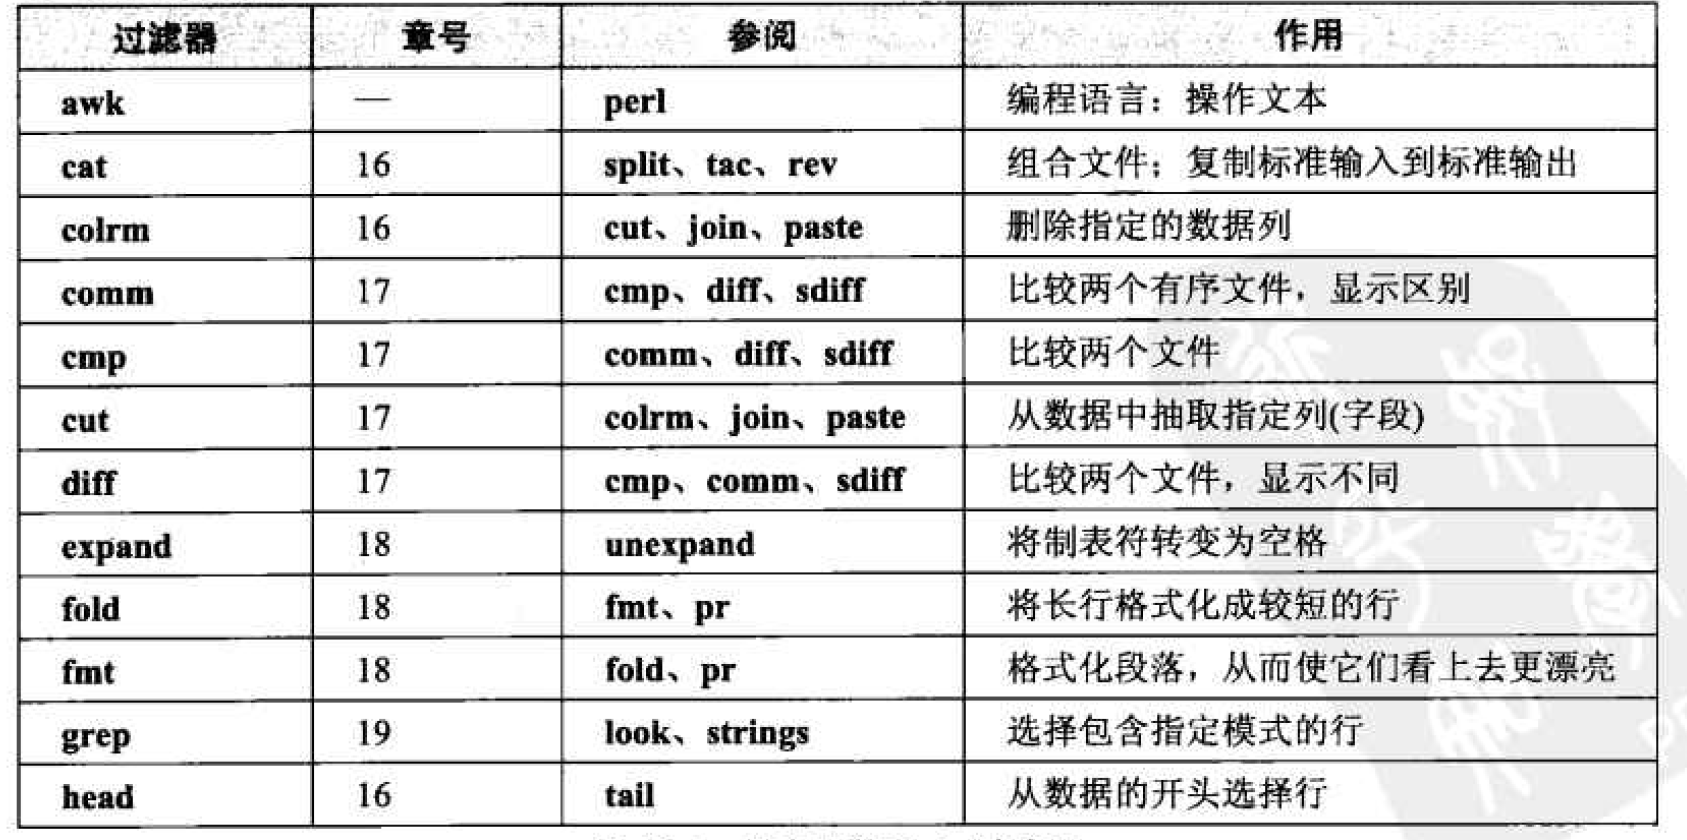 过滤器 章号 参阅 作用
awk — perl 编程语言：操作文本
cat 16 split、tac、rev 组合文件；复制标准输入到标准输出
colrm 16 cut、join、paste 删除指定的数据列
comm 17 cmp、diff、sdiff 比较两个有序文件，显示区别
cmp 17 comm、diff、sdiff 比较两个文件
cut 17 colrm、join、paste 从数据中抽取指定列(字段)
diff 17 cmp、comm、sdiff 比较两个文件，显示不同
expand 18 unexpand 将制表符转变为空格
fold 18 fmt、pr 将长行格式化成较短的行
fmt 18 fold、pr 格式化段落，从而使它们看上去更漂亮
grep 19 look、strings 选择包含指定模式的行
head 16 tail 从数据的开头选择行